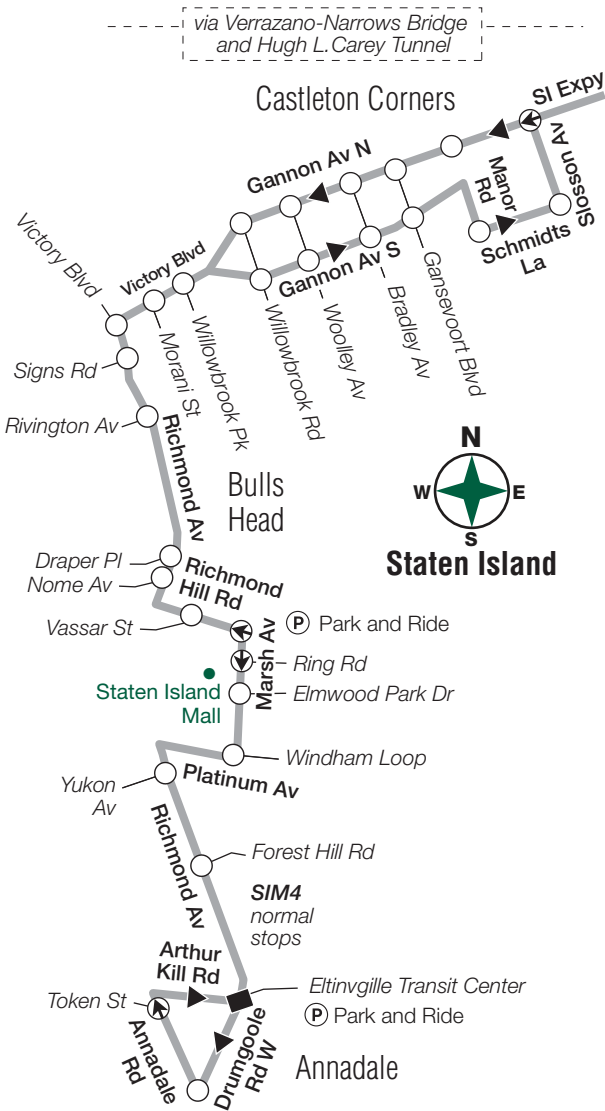 via Verrazano-Narrows Bridge
and Hugh L.Carey Tunnel
Castleton Corners
SI Expy
Slosson Av
Gannon Av N
Manor
Rd
Schmidts
La
Victory Blvd
Victory Blvd
Gannon Av S
Morani St
Willowbrook Pk
Willowbrook Rd
Woolley Av
Bradley Av
Gansevoort Blvd
Signs Rd
Rivington Av
Richmond Av
Bulls
Head
N
W
E
S
Staten Island
Draper Pl
Nome Av
Richmond
Hill Rd
Vassar St
Marsh Av
P Park and Ride
Ring Rd
Staten Island
Mall
Elmwood Park Dr
Windham Loop
Platinum Av
Yukon
Av
Richmond Av
Forest Hill Rd
SIM4
normal
stops
Arthur
Kill Rd
Eltinvgille Transit Center
P Park and Ride
Token St
Annadale
Rd
Drumgoole
Rd W
Annadale